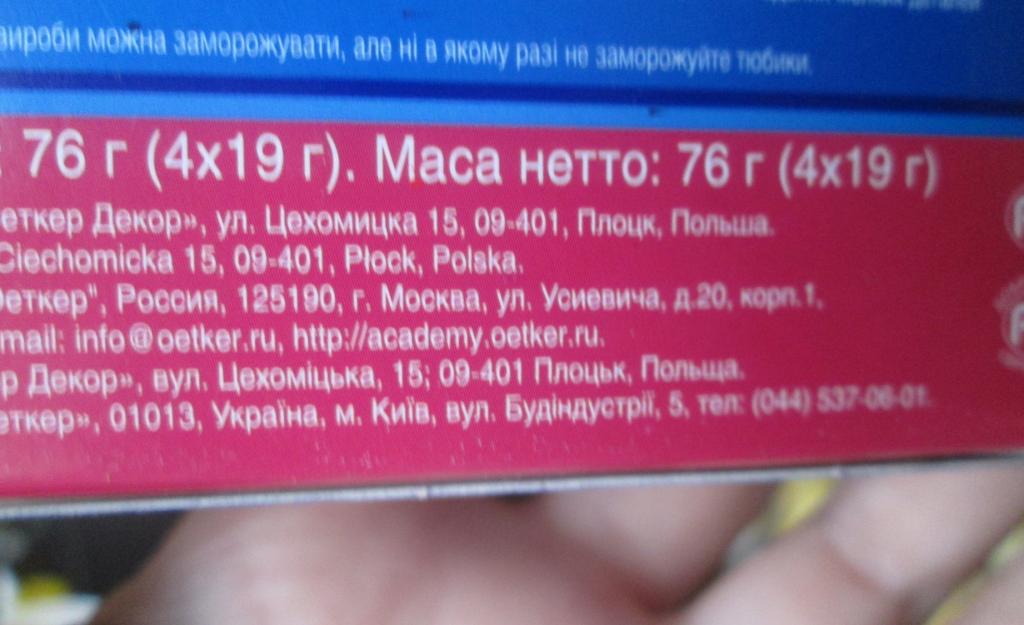 вироби можна заморожувати, але ні в якому разі не заморожуйте тюбики.
: 76 г (4x19 г). Маса нетто: 76 г (4x19 г)
еткер Декор», ул. Цехомицка 15, 09-401, Плоцк, Польша.
Ciechomicka 15, 09-401, Płock, Polska.
еткер", Россия, 125190, г. Москва, ул. Усиевича, д.20, корп.1,
mail: info@oetker.ru, http://academy.oetker.ru.
р Декор», вул. Цехоміцька, 15; 09-401 Плоцьк, Польща.
еткер», 01013, Україна, м. Київ, вул. Будіндустрії, 5, тел: (044) 537-06-01.